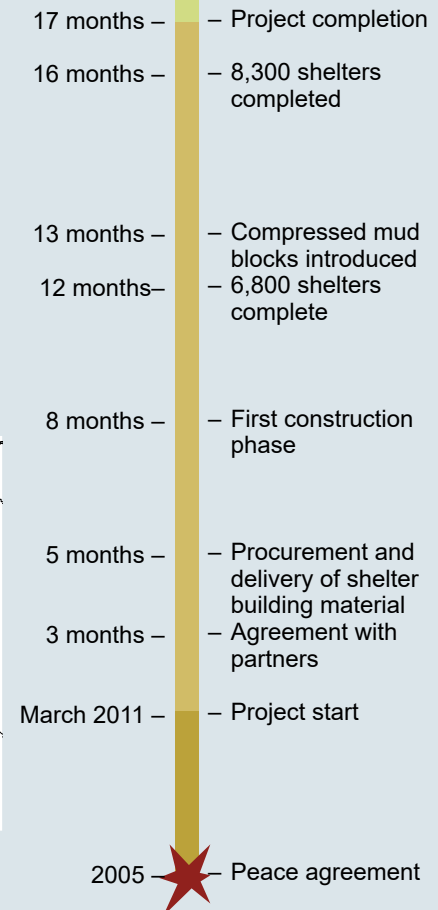 17 months – – Project completion
16 months – – 8,300 shelters
completed
13 months – – Compressed mud
blocks introduced
12 months– – 6,800 shelters
complete
8 months – – First construction
phase
5 months – – Procurement and
delivery of shelter
building material
3 months – – Agreement with
partners
March 2011 – – Project start
2005 – – Peace agreement